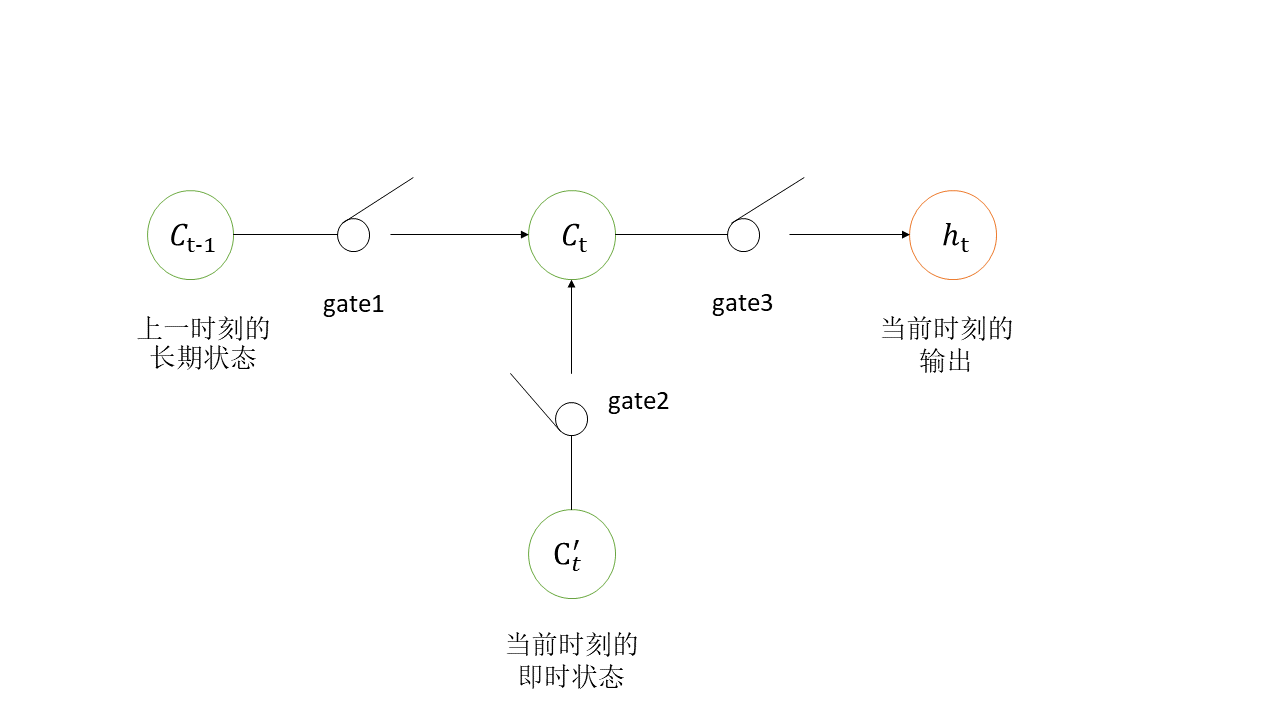 C_{t-1}
C_t
h_t
gate1
gate3
上一时刻的
长期状态
当前时刻的
输出
gate2
C'_t
当前时刻的
即时状态